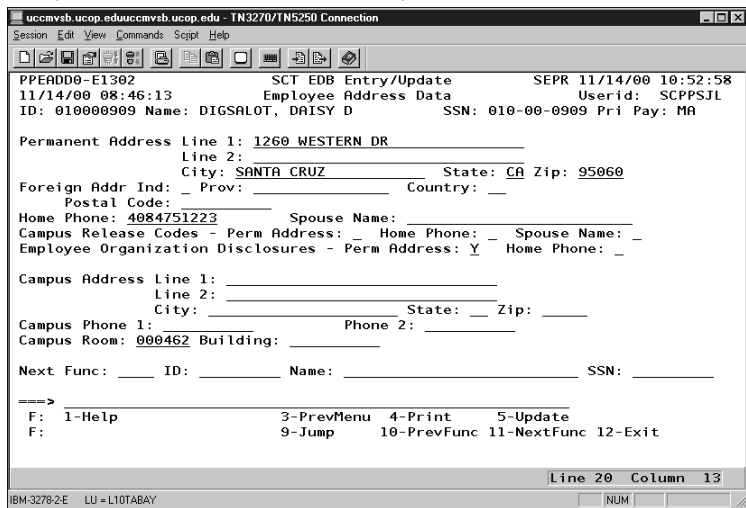 uccmvsb.ucop.eduuccmvsb.ucop.edu - TN3270/TN5250 Connection
Session Edit View Commands Script Help
PPEADD0-E1302 SCT EDB Entry/Update SEPR 11/14/00 10:52:58
11/14/00 08:46:13 Employee Address Data Userid: SCPPSJL
ID: 010000909 Name: DIGSALOT, DAISY D SSN: 010-00-0909 Pri Pay: MA
Permanent Address Line 1: 1260 WESTERN DR
Line 2:
City: SANTA CRUZ State: CA Zip: 95060
Foreign Addr Ind: _ Prov: Country: __
Postal Code:
Home Phone: 4084751223 Spouse Name:
Campus Release Codes - Perm Address: _ Home Phone: _ Spouse Name: _
Employee Organization Disclosures - Perm Address: Y Home Phone: _
Campus Address Line 1:
Line 2:
City: State: __ Zip: _____
Campus Phone 1: Phone 2:
Campus Room: 000462 Building:
Next Func: ____ ID: Name: SSN:
===>
F: 1-Help 3-PrevMenu 4-Print 5-Update
F: 9-Jump 10-PrevFunc 11-NextFunc 12-Exit
Line 20 Column 13
IBM-3278-2-E LU = L10TABAY NUM